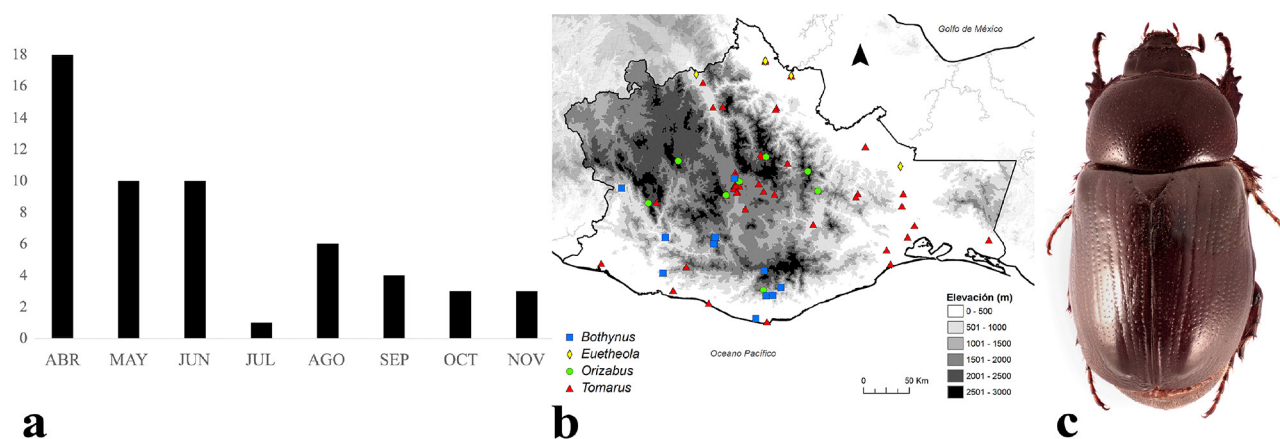 18
16
14
12
10
8
6
4
2
0
ABR MAY JUN JUL AGO SEP OCT NOV
a
Golfo de México
Oceano Pacífico
Bothynus
Euetheola
Orizabus
Tomarus
0 50 Km
Elevación (m)
0 - 500
501 - 1000
1001 - 1500
1501 - 2000
2001 - 2500
2501 - 3000
b
c